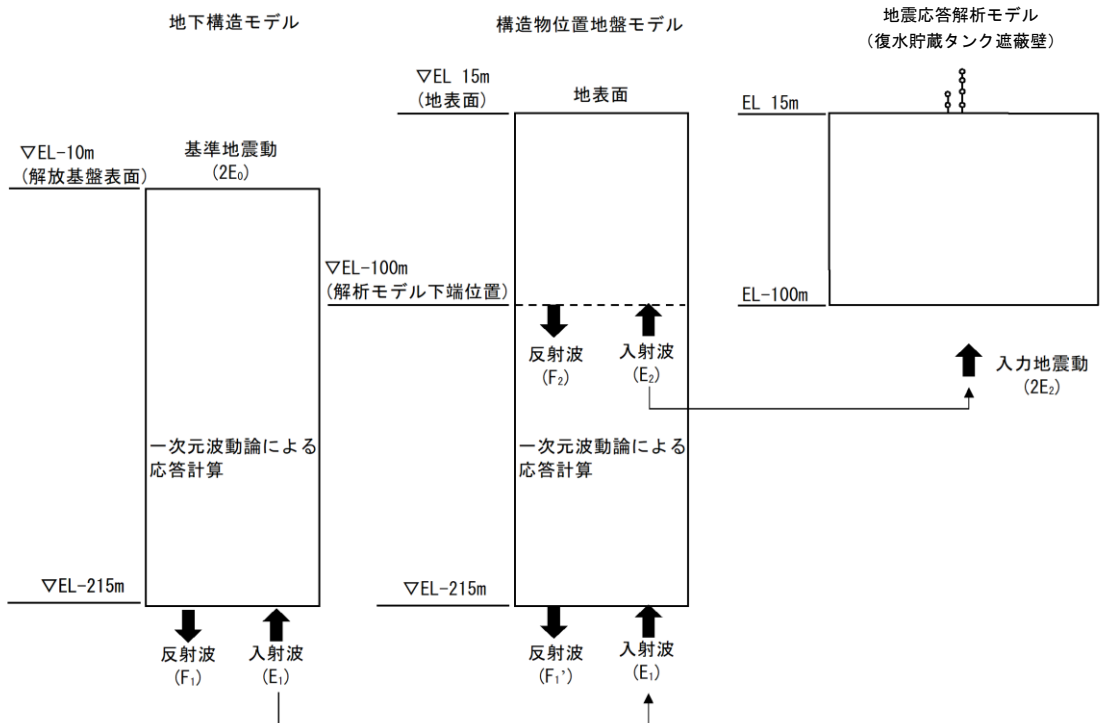 地下構造モデル
▽EL-10m
(解放基盤表面)
基準地震動
(2E₀)
一次元波動論による
応答計算
▽EL-215m
反射波
(F₁)
入射波
(E₁)
構造物位置地盤モデル
▽EL 15m
(地表面)
地表面
▽EL-100m
(解析モデル下端位置)
反射波
(F₂)
入射波
(E₂)
一次元波動論による
応答計算
▽EL-215m
反射波
(F₁')
入射波
(E₁)
地震応答解析モデル
(復水貯蔵タンク遮蔽壁)
EL 15m
EL-100m
入力地震動
(2E₂)